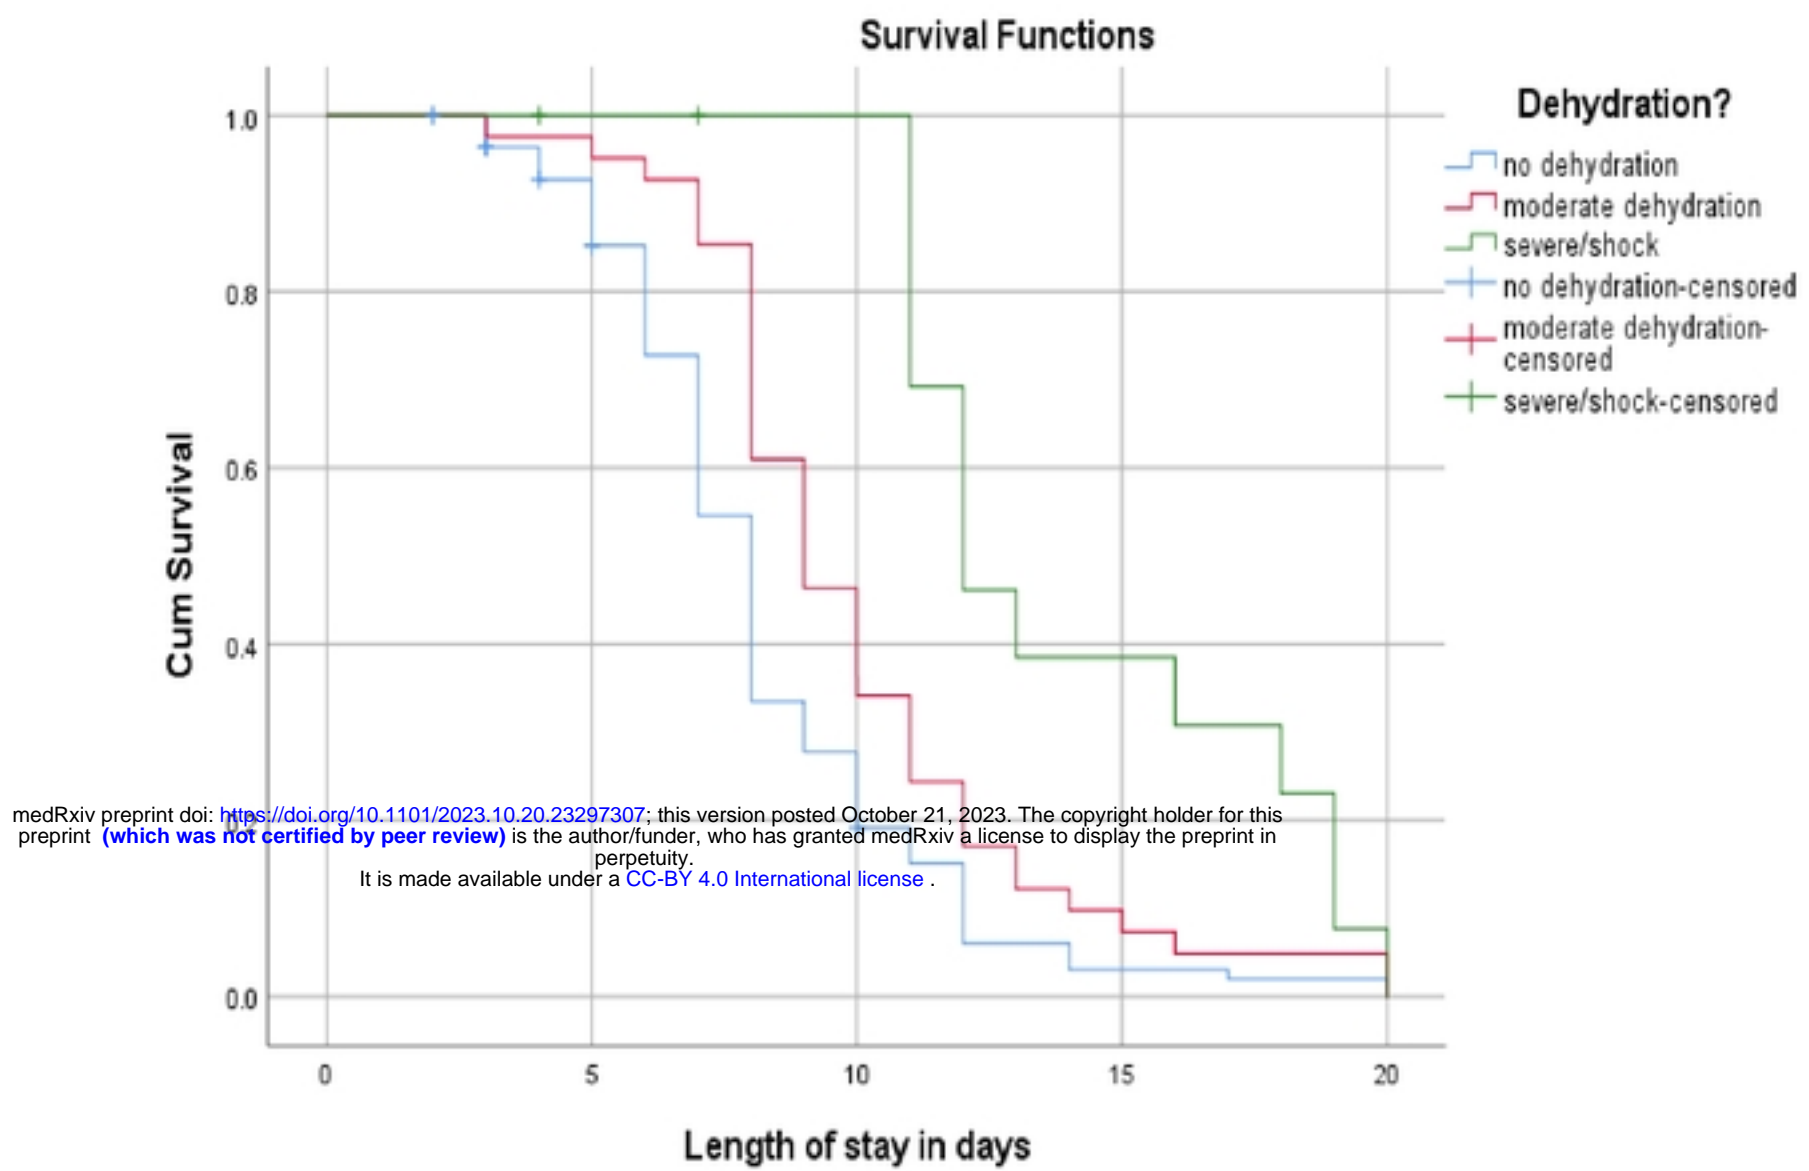 Survival Functions
Dehydration?
no dehydration
moderate dehydration
severe/shock
no dehydration-censored
moderate dehydration-
censored
severe/shock-censored
Cum Survival
1.0
0.8
0.6
0.4
0.2
0.0
medRxiv preprint doi: https://doi.org/10.1101/2023.10.20.23297307; this version posted October 21, 2023. The copyright holder for this
preprint (which was not certified by peer review) is the author/funder, who has granted medRxiv a license to display the preprint in
perpetuity.
It is made available under a CC-BY 4.0 International license .
0 5 10 15 20
Length of stay in days